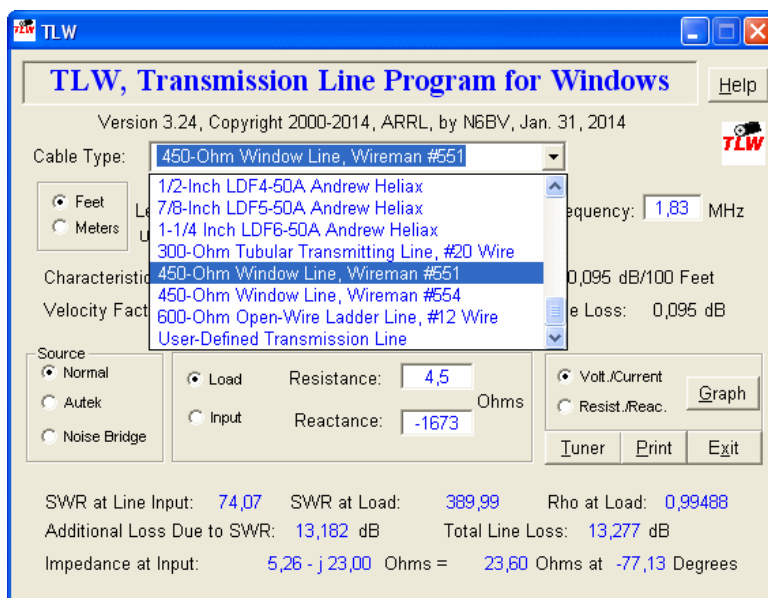 TLW
TLW, Transmission Line Program for Windows
Help
Version 3.24, Copyright 2000-2014, ARRL, by N6BV, Jan. 31, 2014
TLW
Cable Type: 450-Ohm Window Line, Wireman #551
1/2-Inch LDF4-50A Andrew Heliax
7/8-Inch LDF5-50A Andrew Heliax
1-1/4 Inch LDF6-50A Andrew Heliax
300-Ohm Tubular Transmitting Line, #20 Wire
450-Ohm Window Line, Wireman #551
450-Ohm Window Line, Wireman #554
600-Ohm Open-Wire Ladder Line, #12 Wire
User-Defined Transmission Line
Feet
Meters
equency: 1,83 MHz
Characteristic 0,095 dB/100 Feet
Velocity Fact e Loss: 0,095 dB
Source
Normal
Autek
Noise Bridge
Load
Input
Resistance: 4,5
Ohms
Reactance: -1673
Volt./Current
Resist./Reac.
Graph
Tuner Print Exit
SWR at Line Input: 74,07 SWR at Load: 389,99 Rho at Load: 0,99488
Additional Loss Due to SWR: 13,182 dB Total Line Loss: 13,277 dB
Impedance at Input: 5,26 - j 23,00 Ohms = 23,60 Ohms at -77,13 Degrees